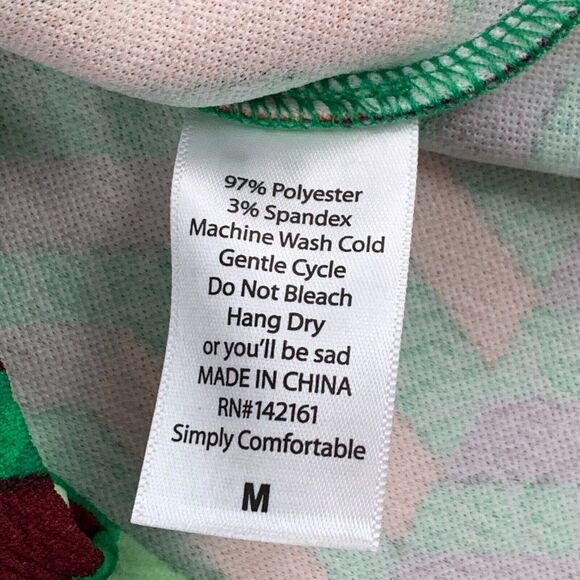 97% Polyester
3% Spandex
Machine Wash Cold
Gentle Cycle
Do Not Bleach
Hang Dry
or you'll be sad
MADE IN CHINA
RN#142161
Simply Comfortable
M